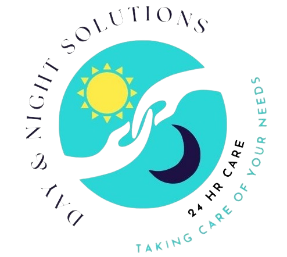 DAY & NIGHT SOLUTIONS
24 HR CARE
TAKING CARE OF YOUR NEEDS